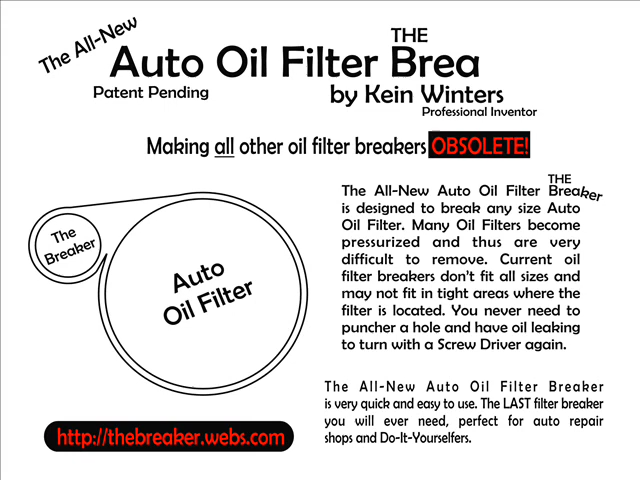 The All-New
THE
Auto Oil Filter Brea
Patent Pending
by Kein Winters
Professional Inventor
Making all other oil filter breakers OBSOLETE!
The
Breaker
Auto
Oil Filter
THE
The All-New Auto Oil Filter Breaker
is designed to break any size Auto
Oil Filter. Many Oil Filters become
pressurized and thus are very
difficult to remove. Current oil
filter breakers don't fit all sizes and
may not fit in tight areas where the
filter is located. You never need to
puncher a hole and have oil leaking
to turn with a Screw Driver again.
The All-New Auto Oil Filter Breaker
is very quick and easy to use. The LAST filter breaker
you will ever need, perfect for auto repair
shops and Do-It-Yourselfers.
http://thebreaker.webs.com